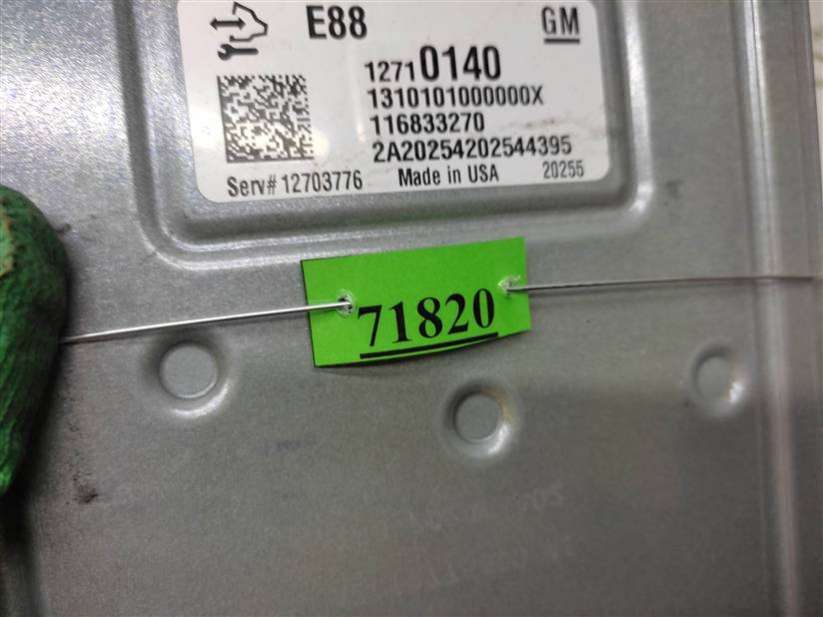 E88 GM
12710140
1310101000000X
116833270
2A20254202544395
Serv# 12703776 Made in USA 20255
71820